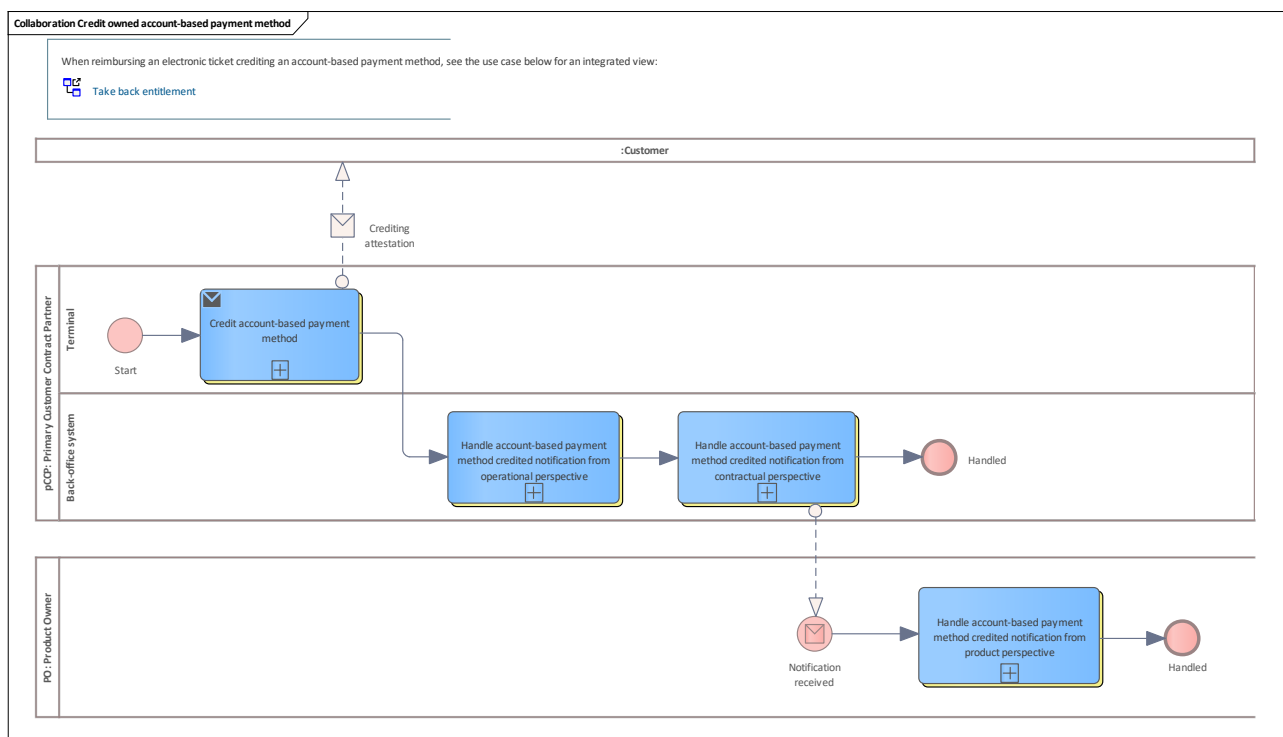 Collaboration Credit owned account-based payment method
When reimbursing an electronic ticket crediting an account-based payment method, see the use case below for an integrated view:
Take back entitlement
:Customer
Crediting
attestation
pCCP: Primary Customer Contract Partner
Terminal
Start
Credit account-based payment
method
Back-office system
Handle account-based payment
method credited notification from
operational perspective
Handle account-based payment
method credited notification from
contractual perspective
Handled
PO: Product Owner
Notification
received
Handle account-based payment
method credited notification from
product perspective
Handled